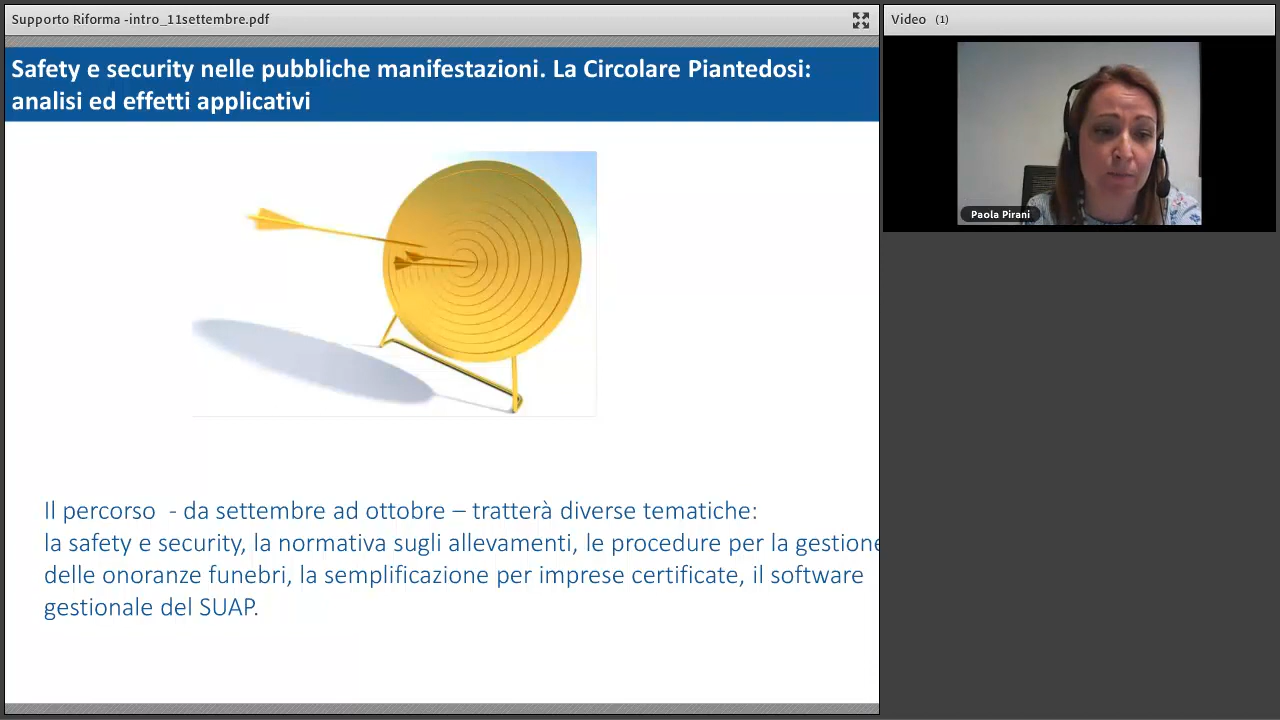 Supporto Riforma -intro_11settembre.pdf
Video (1)
Safety e security nelle pubbliche manifestazioni. La Circolare Piantedosi:
analisi ed effetti applicativi
Paola Pirani
Il percorso - da settembre ad ottobre – tratterà diverse tematiche:
la safety e security, la normativa sugli allevamenti, le procedure per la gestione
delle onoranze funebri, la semplificazione per imprese certificate, il software
gestionale del SUAP.